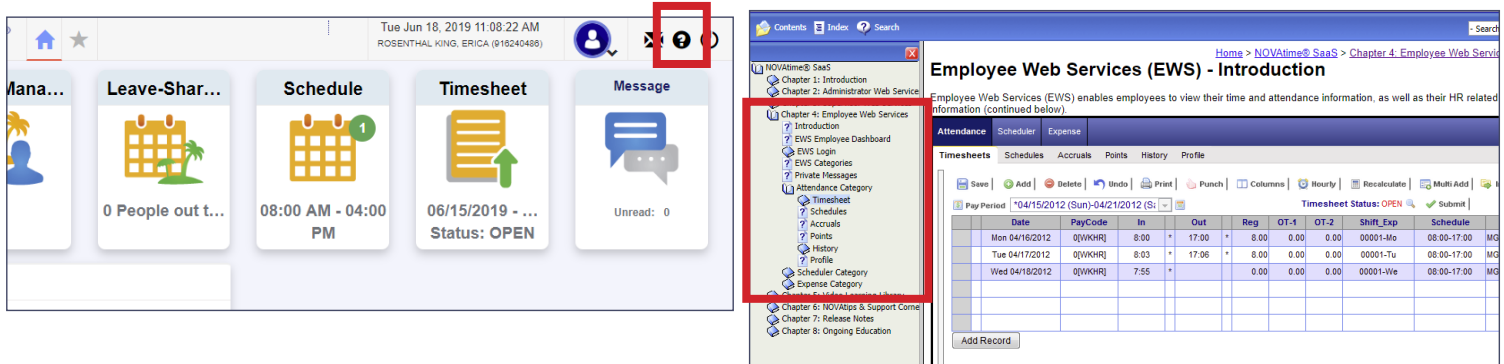 Tue Jun 18, 2019 11:08:22 AM
ROSENTHAL KING, ERICA (916240486)
Mana...
Leave-Shar...
Schedule
Timesheet
Message
1
0 People out t...
08:00 AM - 04:00 PM
06/15/2019 - ...
Status: OPEN
Unread: 0
Contents Index Search
- Search
NOVAtime® SaaS
Chapter 1: Introduction
Chapter 2: Administrator Web Service
Chapter 4: Employee Web Services
Introduction
EWS Employee Dashboard
EWS Login
EWS Categories
Private Messages
Attendance Category
Timesheet
Schedules
Accruals
Points
History
Profile
Scheduler Category
Expense Category
Chapter 5: Video Learning Library
Chapter 6: NOVAtips & Support Corne
Chapter 7: Release Notes
Chapter 8: Ongoing Education
Home > NOVAtime® SaaS > Chapter 4: Employee Web Servic
Employee Web Services (EWS) - Introduction
Employee Web Services (EWS) enables employees to view their time and attendance information, as well as their HR related
information (continued below).
Attendance Scheduler Expense
Timesheets Schedules Accruals Points History Profile
Save Add Delete Undo Print Punch Columns Hourly Recalculate Multi Add
Pay Period *04/15/2012 (Sun)-04/21/2012 (Sa Timesheet Status: OPEN Submit
Date PayCode In Out Reg OT-1 OT-2 Shift_Exp Schedule
Mon 04/16/2012 0[WKHR] 8:00 * 17:00 * 8.00 0.00 0.00 00001-Mo 08:00-17:00 MG
Tue 04/17/2012 0[WKHR] 8:03 * 17:06 * 8.00 0.00 0.00 00001-Tu 08:00-17:00 MG
Wed 04/18/2012 0[WKHR] 7:55 * 0.00 0.00 0.00 00001-We 08:00-17:00 MG
Add Record